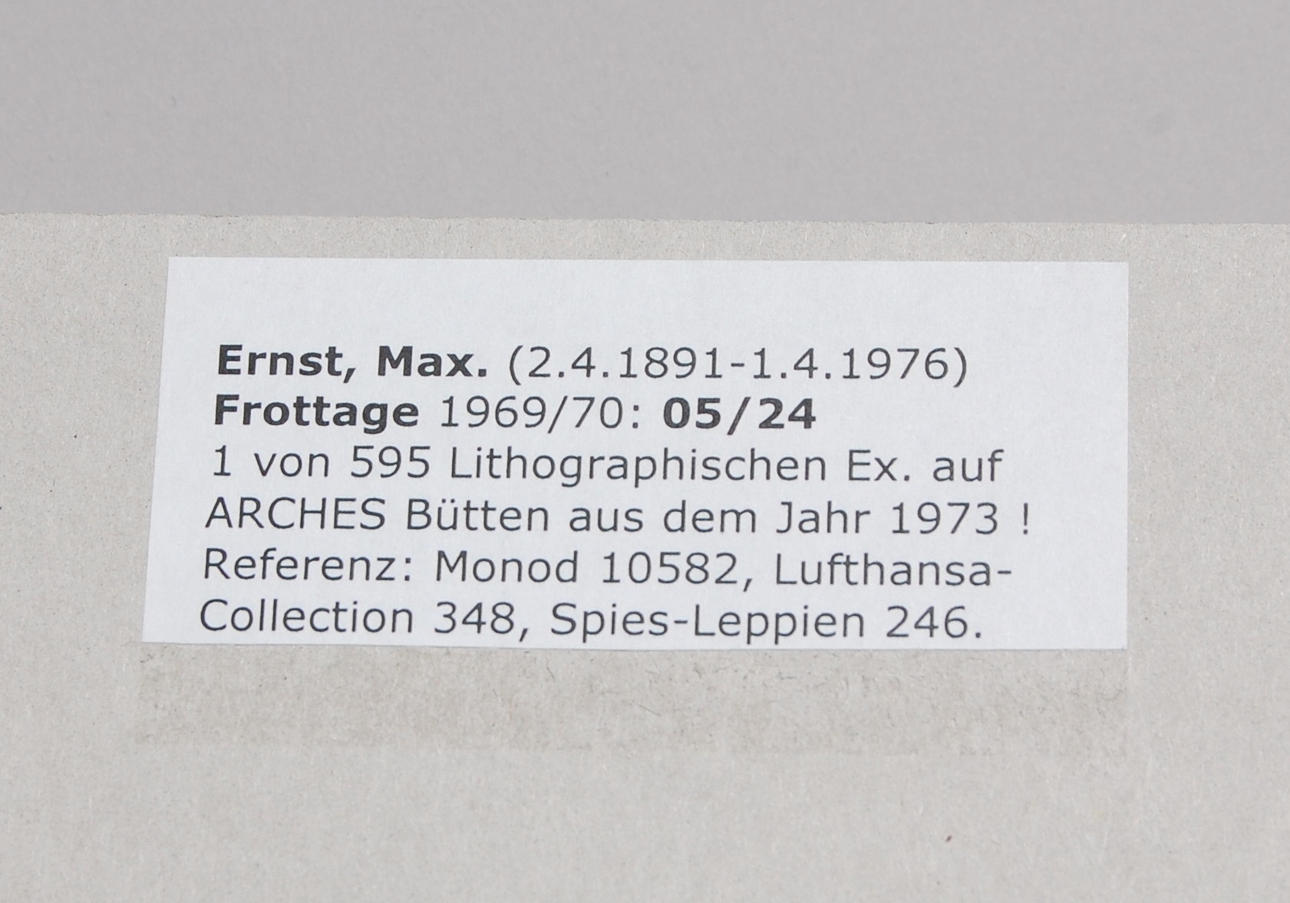 Ernst, Max. (2.4.1891-1.4.1976)
Frottage 1969/70: 05/24
1 von 595 Lithographischen Ex. auf
ARCHES Bütten aus dem Jahr 1973 !
Referenz: Monod 10582, Lufthansa-
Collection 348, Spies-Leppien 246.